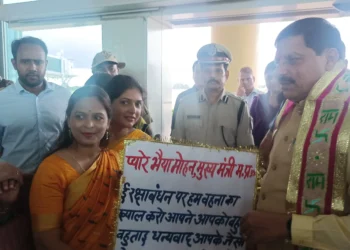 प्यारे भैया मोहन, मुख्य मंत्री म.प्र.
ई रक्षाबंधन पर हम बहना का
ख्याल करो आपने आपको
बहुताइ धन्यवार आपके
राम